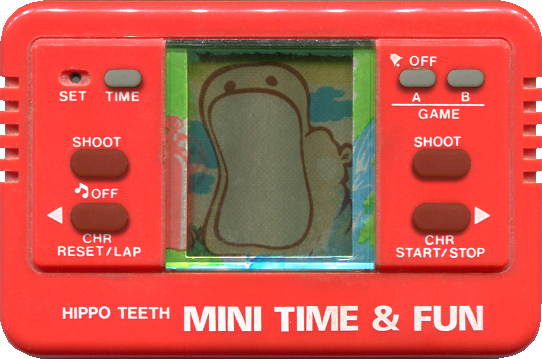 SET TIME
OFF
A B
GAME
SHOOT
SHOOT
OFF
CHR
RESET/LAP
CHR
START/STOP
HIPPO TEETH MINI TIME & FUN